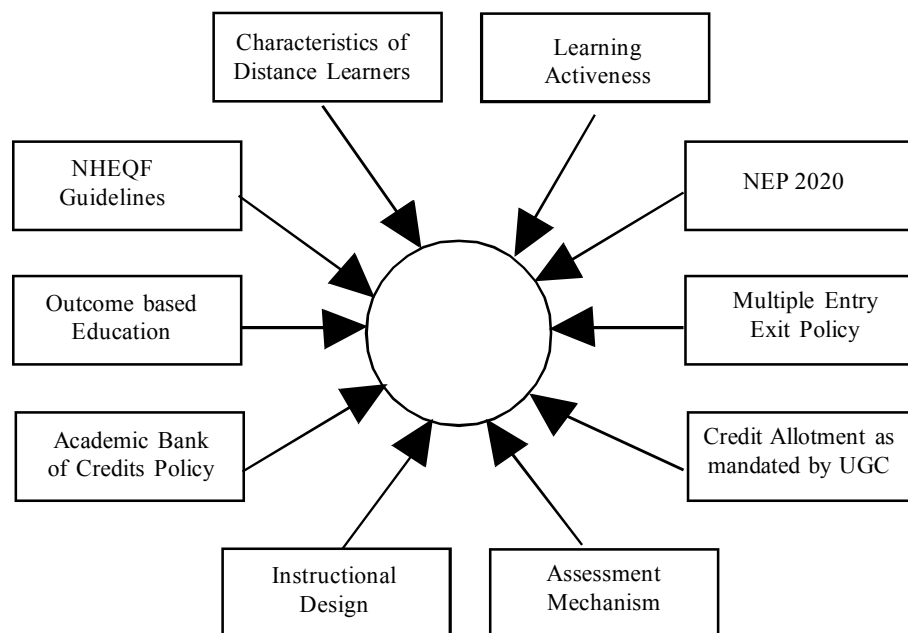 Characteristics of
Distance Learners
Learning
Activeness
NHEQF
Guidelines
NEP 2020
Outcome based
Education
Multiple Entry
Exit Policy
Academic Bank
of Credits Policy
Credit Allotment as
mandated by UGC
Instructional
Design
Assessment
Mechanism